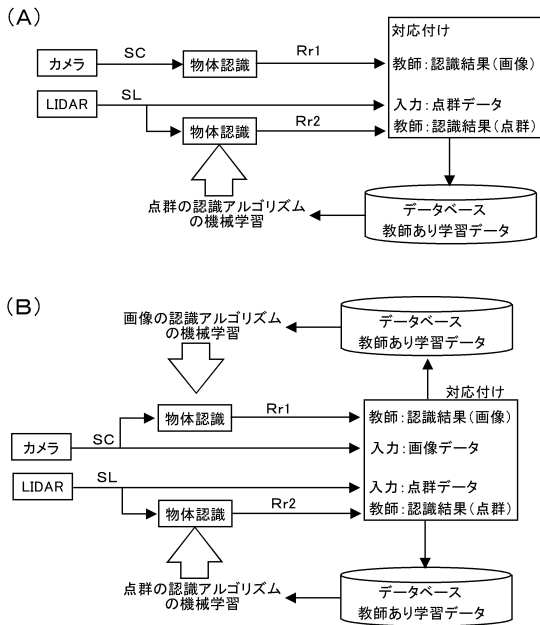 (A)
対応付け
SC
Rr1
カメラ
物体認識
教師:認識結果(画像)
LIDAR
SL
入力:点群データ
物体認識
Rr2
教師:認識結果(点群)
点群の認識アルゴリズム
の機械学習
データベース
教師あり学習データ
(B)
画像の認識アルゴリズム
の機械学習
データベース
教師あり学習データ
対応付け
物体認識
Rr1
教師:認識結果(画像)
カメラ
SC
入力:画像データ
LIDAR
SL
入力:点群データ
物体認識
Rr2
教師:認識結果(点群)
点群の認識アルゴリズム
の機械学習
データベース
教師あり学習データ